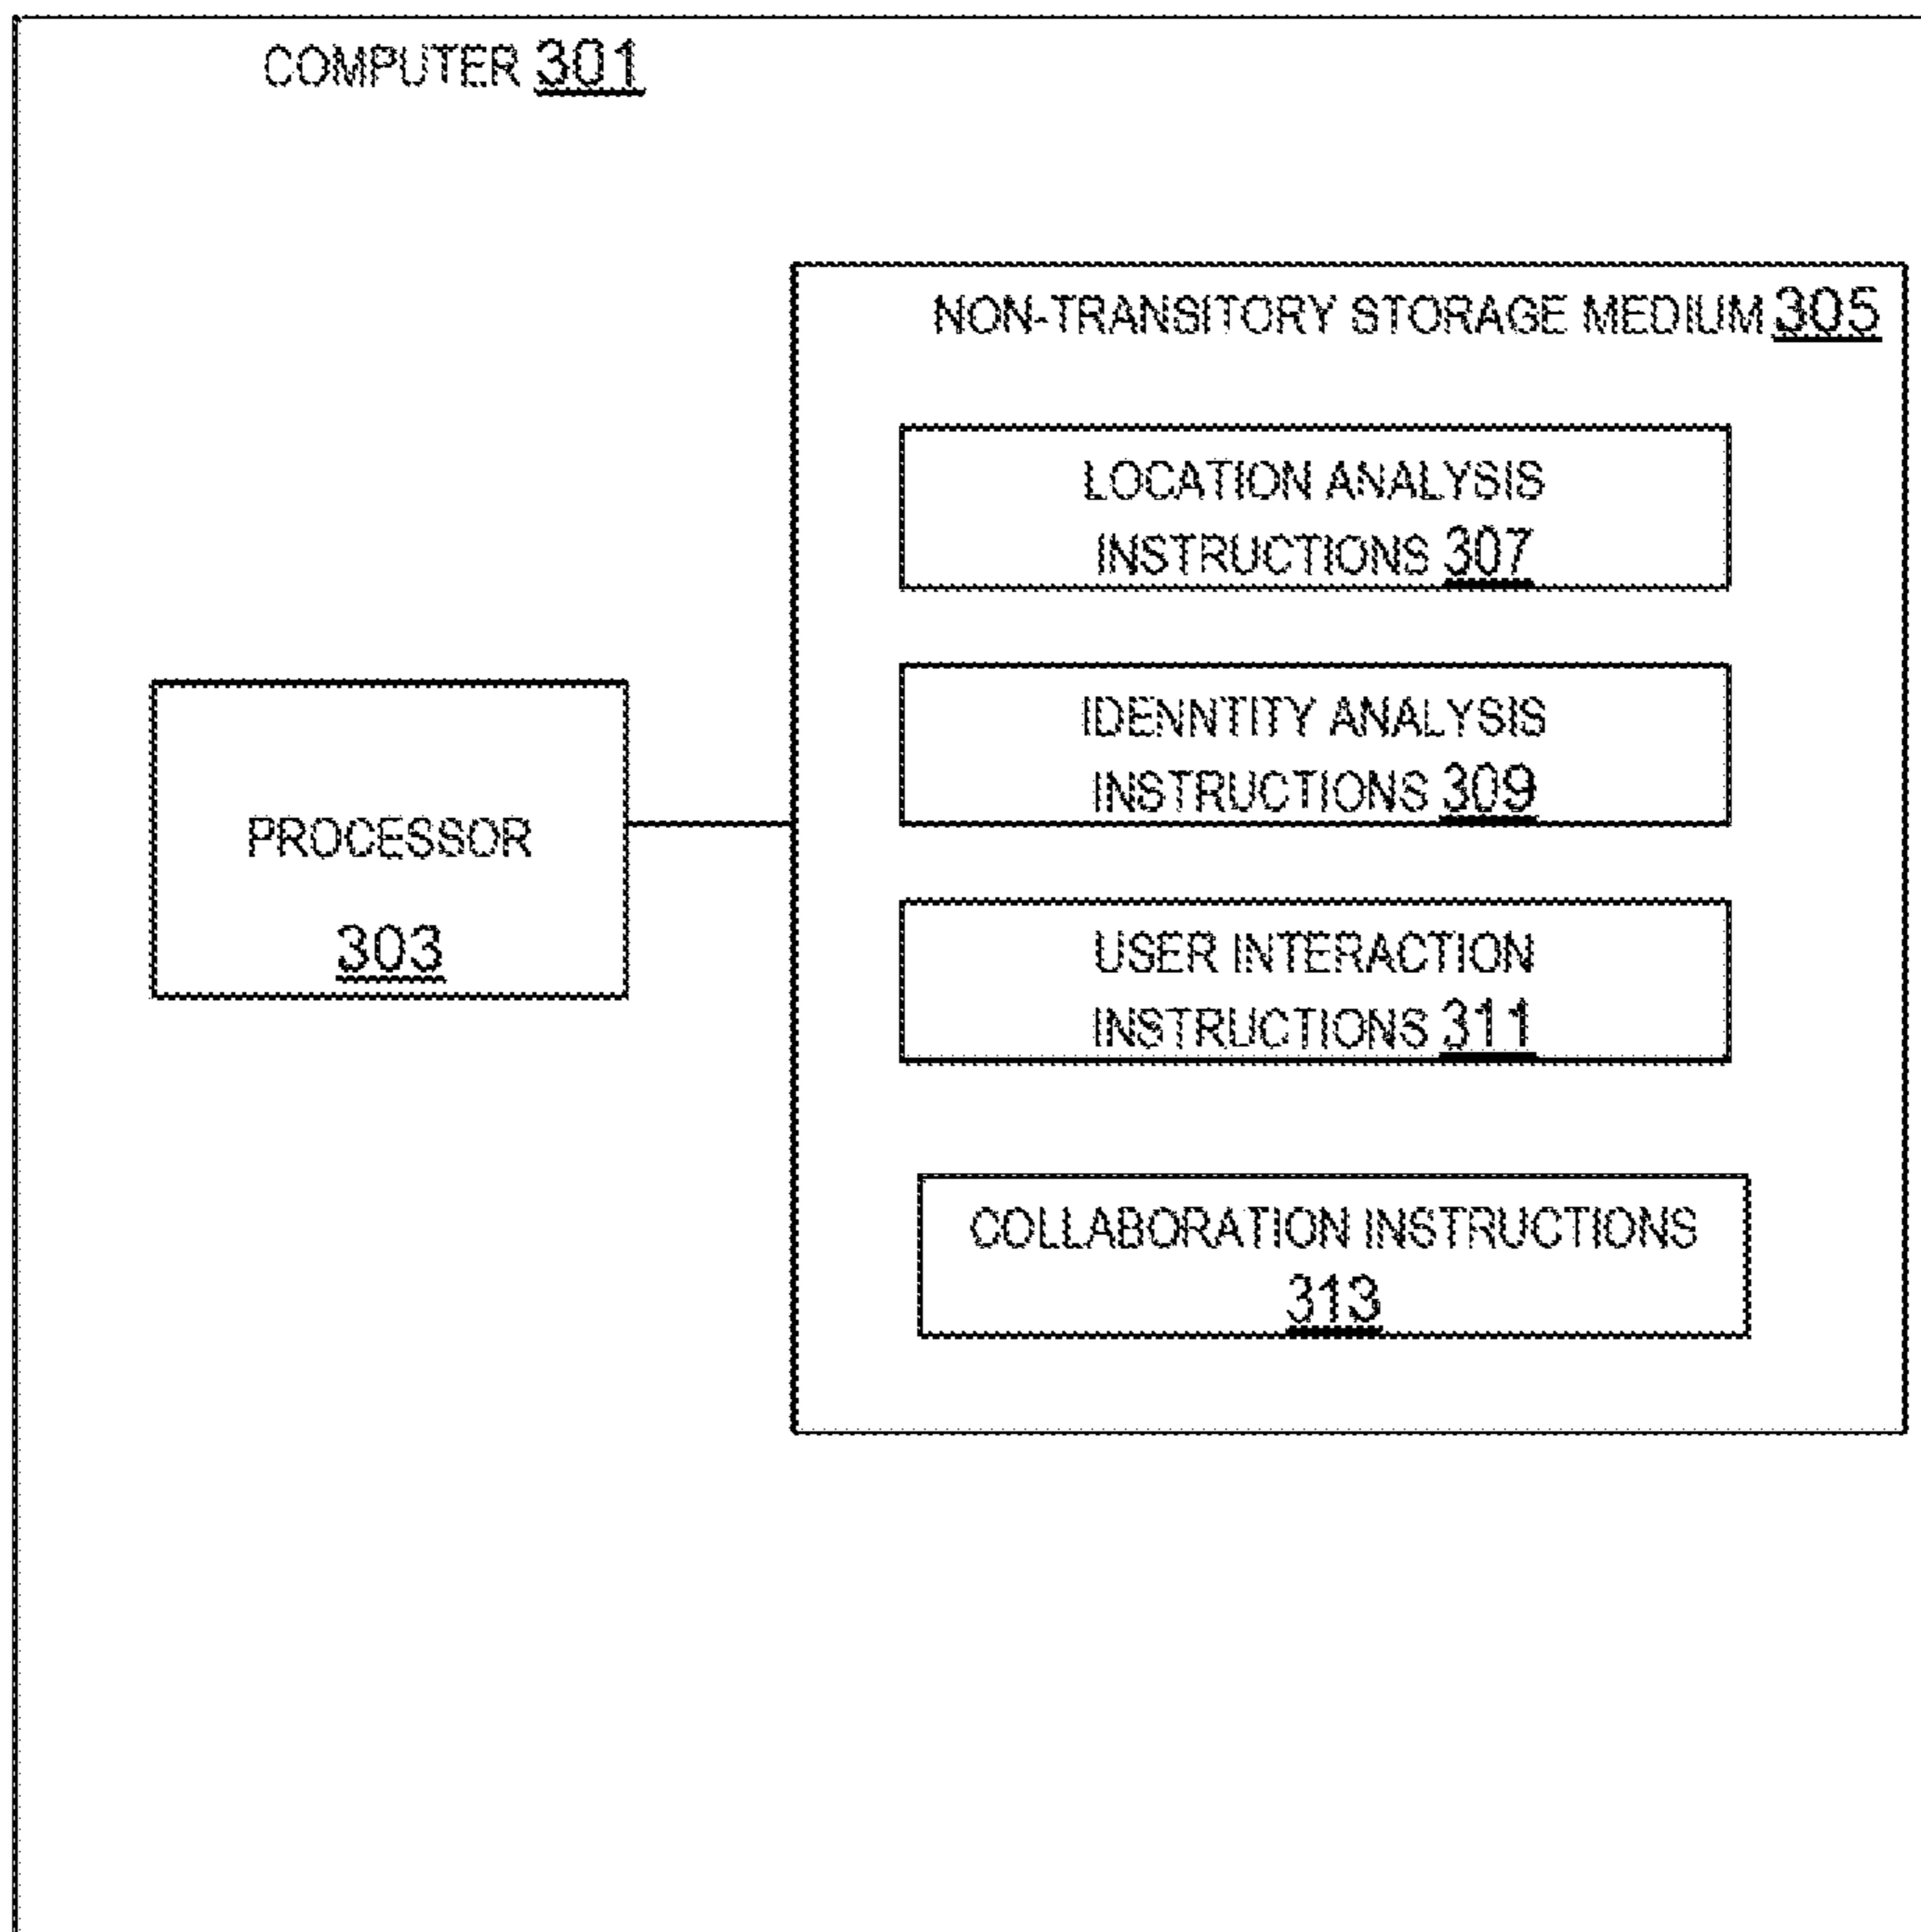 COMPUTER 301
NON-TRANSITORY STORAGE MEDIUM 305
LOCATION ANALYSIS
INSTRUCTIONS 307
IDENNTITY ANALYSIS
INSTRUCTIONS 309
PROCESSOR
303
USER INTERACTION
INSTRUCTIONS 311
COLLABORATION INSTRUCTIONS
313